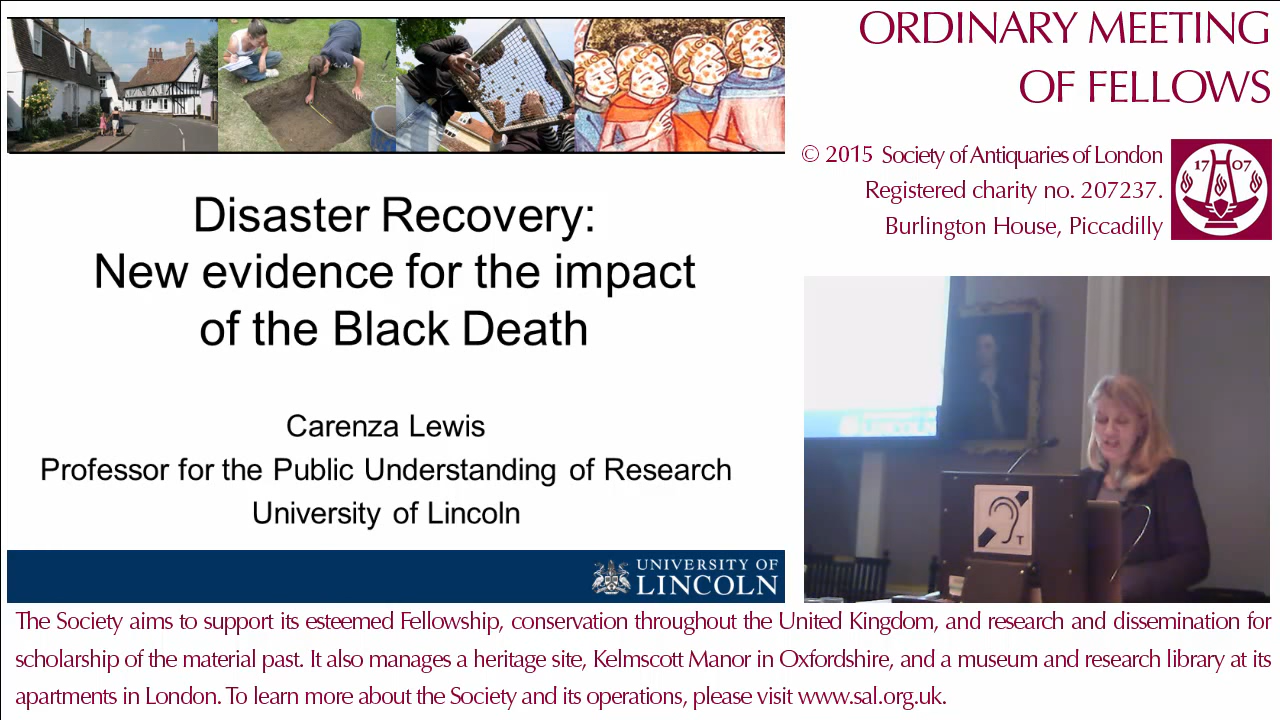 ORDINARY MEETING
OF FELLOWS
© 2015 Society of Antiquaries of London
Registered charity no. 207237.
Burlington House, Piccadilly
17 07
Disaster Recovery:
New evidence for the impact
of the Black Death
Carenza Lewis
Professor for the Public Understanding of Research
University of Lincoln
UNIVERSITY OF
LINCOLN
LINCOLN
T
The Society aims to support its esteemed Fellowship, conservation throughout the United Kingdom, and research and dissemination for
scholarship of the material past. It also manages a heritage site, Kelmscott Manor in Oxfordshire, and a museum and research library at its
apartments in London. To learn more about the Society and its operations, please visit www.sal.org.uk.